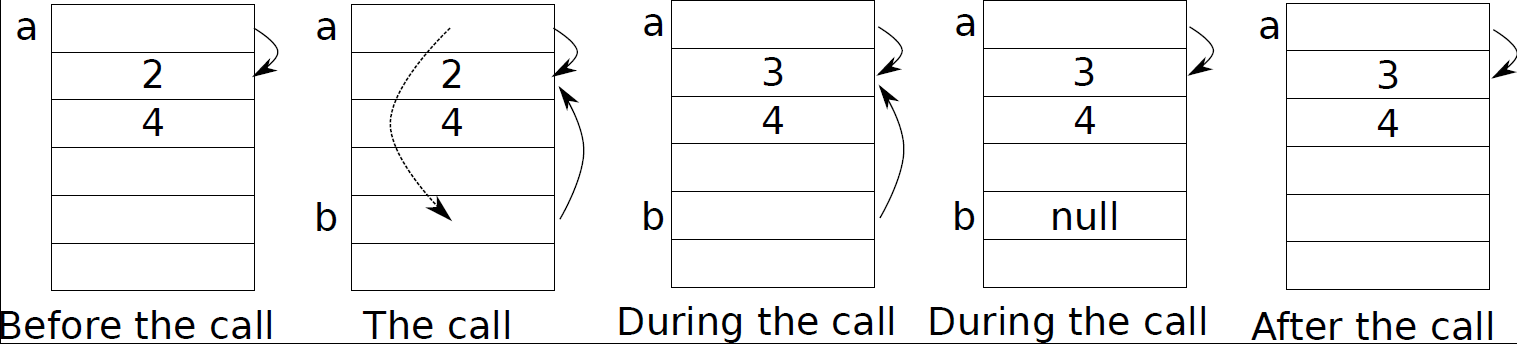 a
2
4
Before the call
a
2
4
b
The call
a
3
4
b
During the call
a
3
4
b
null
During the call
a
3
4
After the call